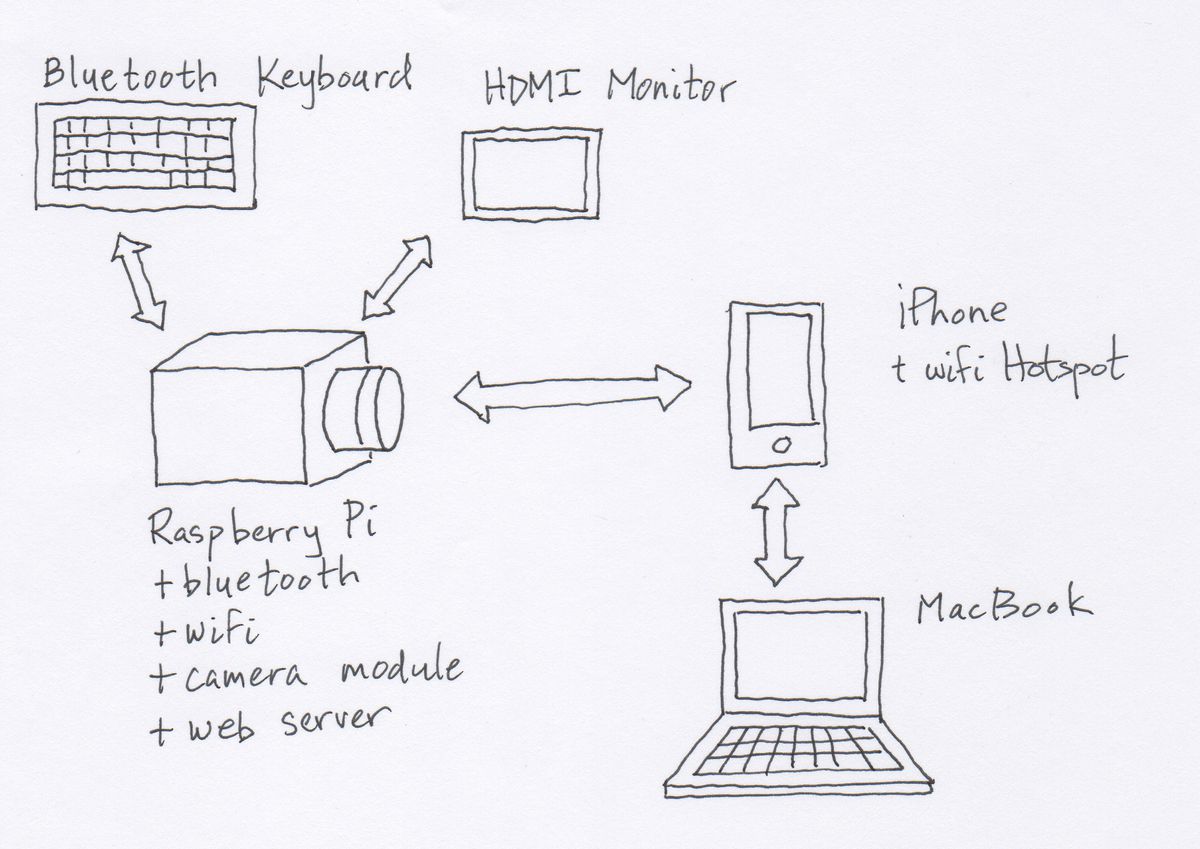 Bluetooth Keyboard
HDMI Monitor
iPhone
+ wifi Hotspot
Raspberry Pi
+ bluetooth
+ wifi
+ camera module
+ web server
MacBook